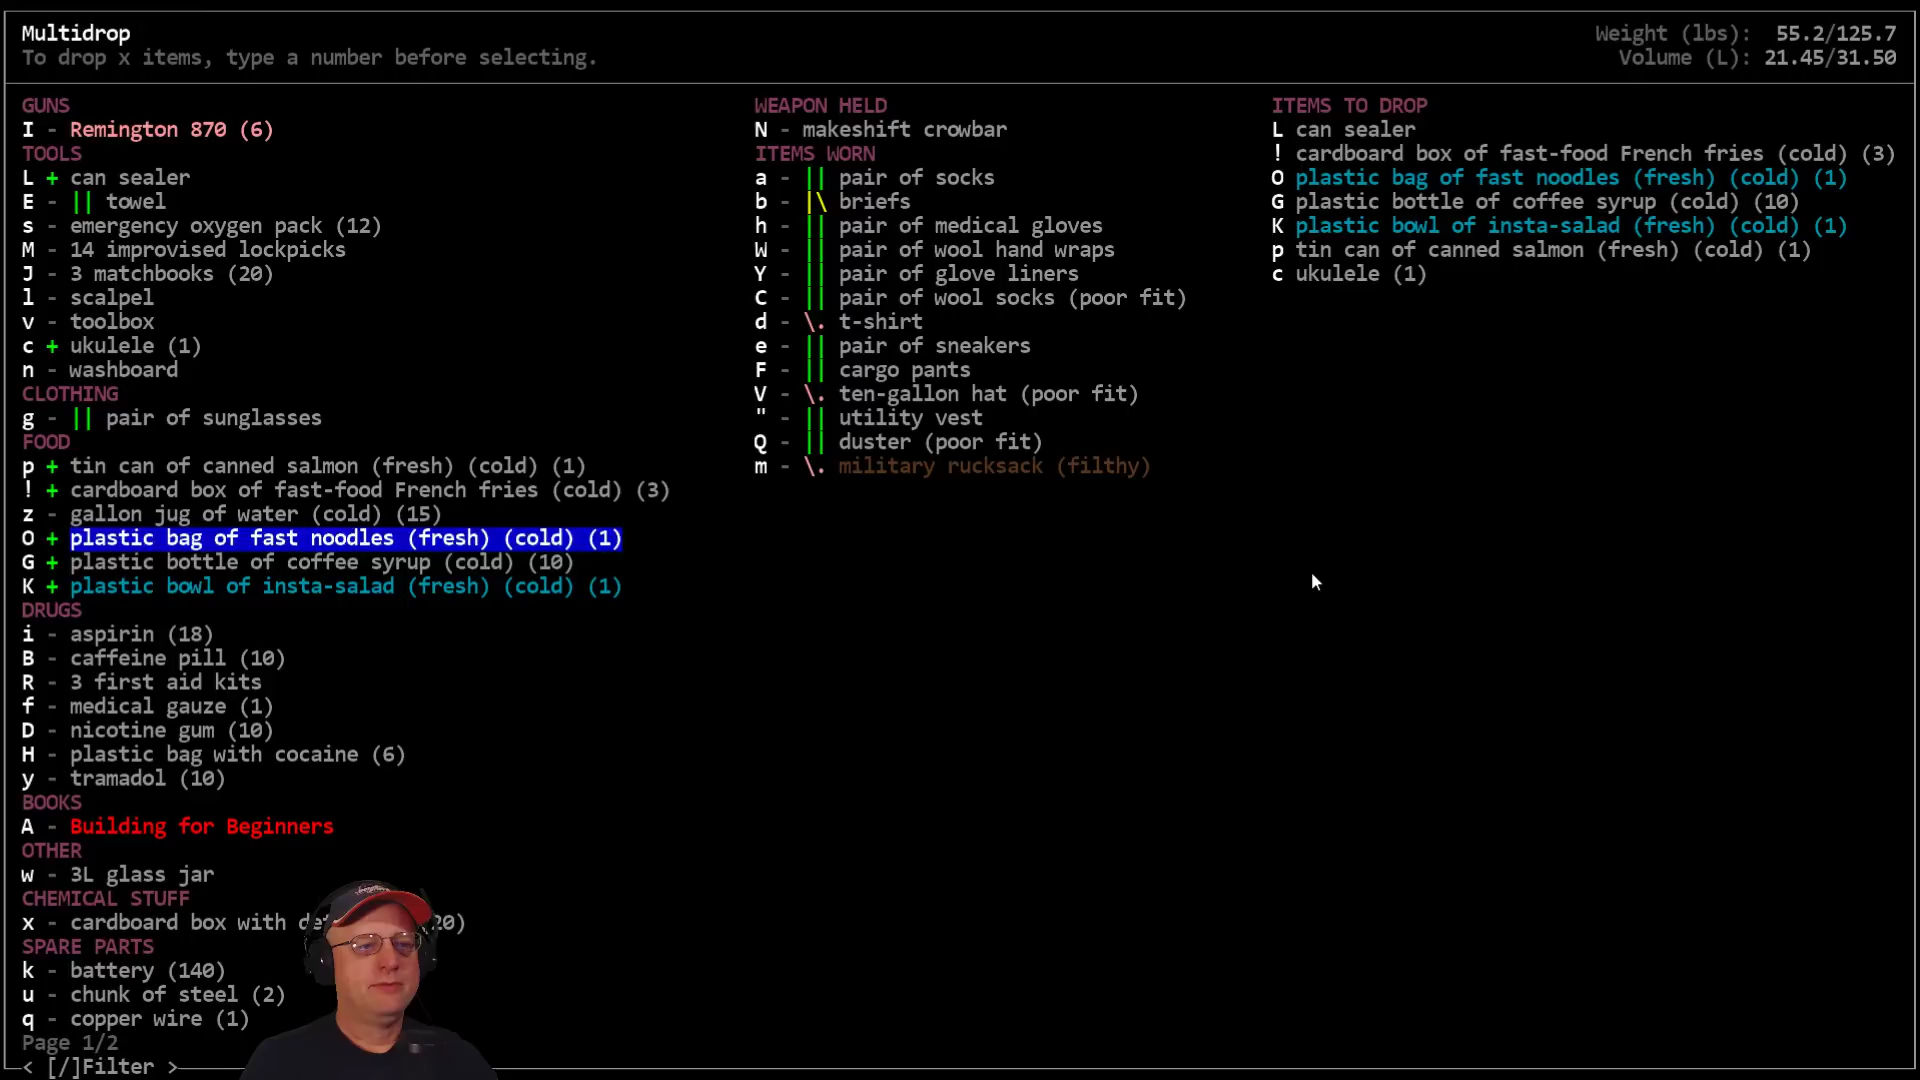 Multidrop
To drop x items, type a number before selecting.
Weight (lbs): 55.2/125.7
Volume (L): 21.45/31.50
GUNS
I - Remington 870 (6)
TOOLS
L + can sealer
E - || towel
s - emergency oxygen pack (12)
M - 14 improvised lockpicks
J - 3 matchbooks (20)
l - scalpel
v - toolbox
c + ukulele (1)
n - washboard
CLOTHING
g - || pair of sunglasses
FOOD
p + tin can of canned salmon (fresh) (cold) (1)
! + cardboard box of fast-food French fries (cold) (3)
z - gallon jug of water (cold) (15)
O + plastic bag of fast noodles (fresh) (cold) (1)
G + plastic bottle of coffee syrup (cold) (10)
K + plastic bowl of insta-salad (fresh) (cold) (1)
DRUGS
i - aspirin (18)
B - caffeine pill (10)
R - 3 first aid kits
f - medical gauze (1)
D - nicotine gum (10)
H - plastic bag with cocaine (6)
y - tramadol (10)
BOOKS
A - Building for Beginners
OTHER
w - 3L glass jar
CHEMICAL STUFF
x - cardboard box with
SPARE PARTS
k - battery (140)
u - chunk of steel (2)
q - copper wire (1)
Page 1/2
< [/]Filter >
WEAPON HELD
N - makeshift crowbar
ITEMS WORN
a - || pair of socks
b - |\ briefs
h - || pair of medical gloves
W - || pair of wool hand wraps
Y - || pair of glove liners
C - || pair of wool socks (poor fit)
d - \. t-shirt
e - || pair of sneakers
F - || cargo pants
V - \. ten-gallon hat (poor fit)
" - || utility vest
Q - || duster (poor fit)
m - \. military rucksack (filthy)
ITEMS TO DROP
L can sealer
! cardboard box of fast-food French fries (cold) (3)
O plastic bag of fast noodles (fresh) (cold) (1)
G plastic bottle of coffee syrup (cold) (10)
K plastic bowl of insta-salad (fresh) (cold) (1)
p tin can of canned salmon (fresh) (cold) (1)
c ukulele (1)